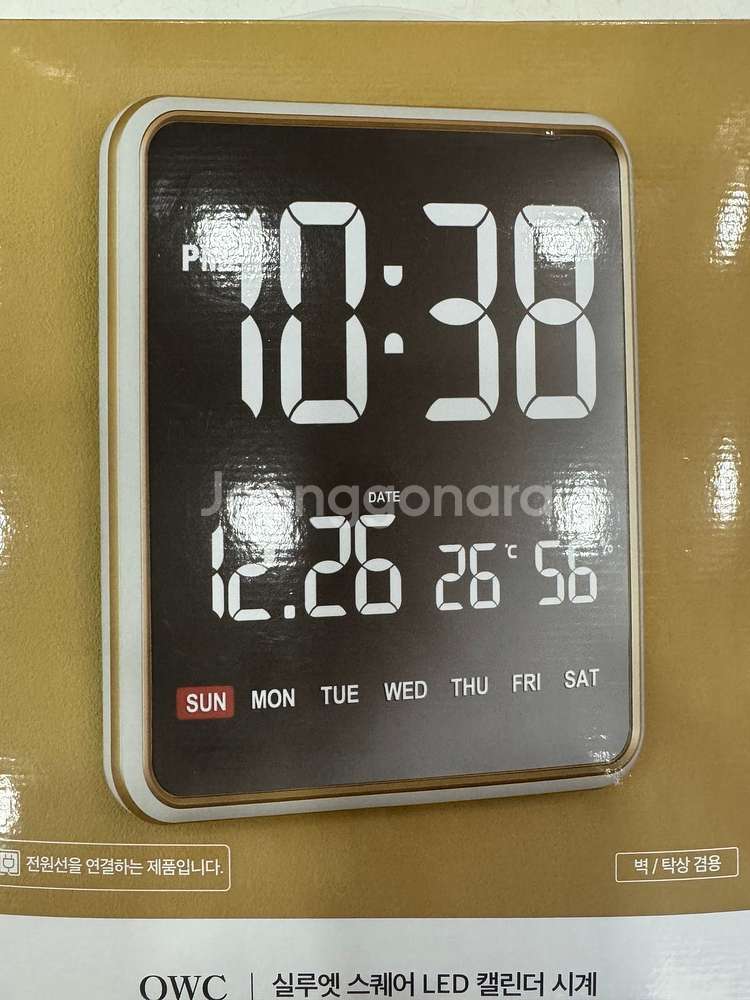 PM
10:38
Joonggonara
DATE
12.26 26℃ 56
SUN MON TUE WED THU FRI SAT
전원선을 연결하는 제품입니다.
벽/탁상 겸용
OWC | 실루엣 스퀘어 LED 캘린더 시계